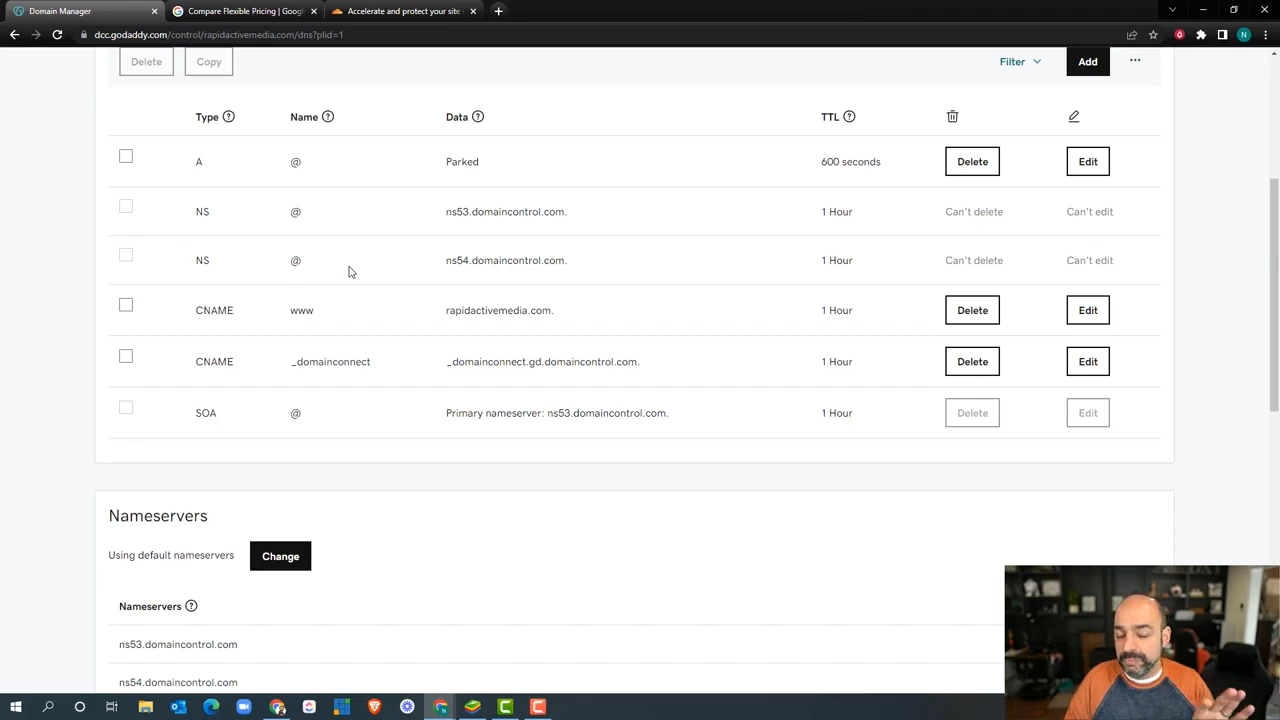 Domain Manager
Compare Flexible Pricing | Googl
Accelerate and protect your site
dcc.godaddy.com/control/rapidactivemedia.com/dns?plid=1
N
Delete Copy Filter Add ...
Type Name Data TTL
A @ Parked 600 seconds Delete Edit
NS @ ns53.domaincontrol.com. 1 Hour Can't delete Can't edit
NS @ ns54.domaincontrol.com. 1 Hour Can't delete Can't edit
CNAME www rapidactivemedia.com. 1 Hour Delete Edit
CNAME _domainconnect _domainconnect.gd.domaincontrol.com. 1 Hour Delete Edit
SOA @ Primary nameserver: ns53.domaincontrol.com. 1 Hour Delete Edit
Nameservers
Using default nameservers Change
Nameservers
ns53.domaincontrol.com
ns54.domaincontrol.com